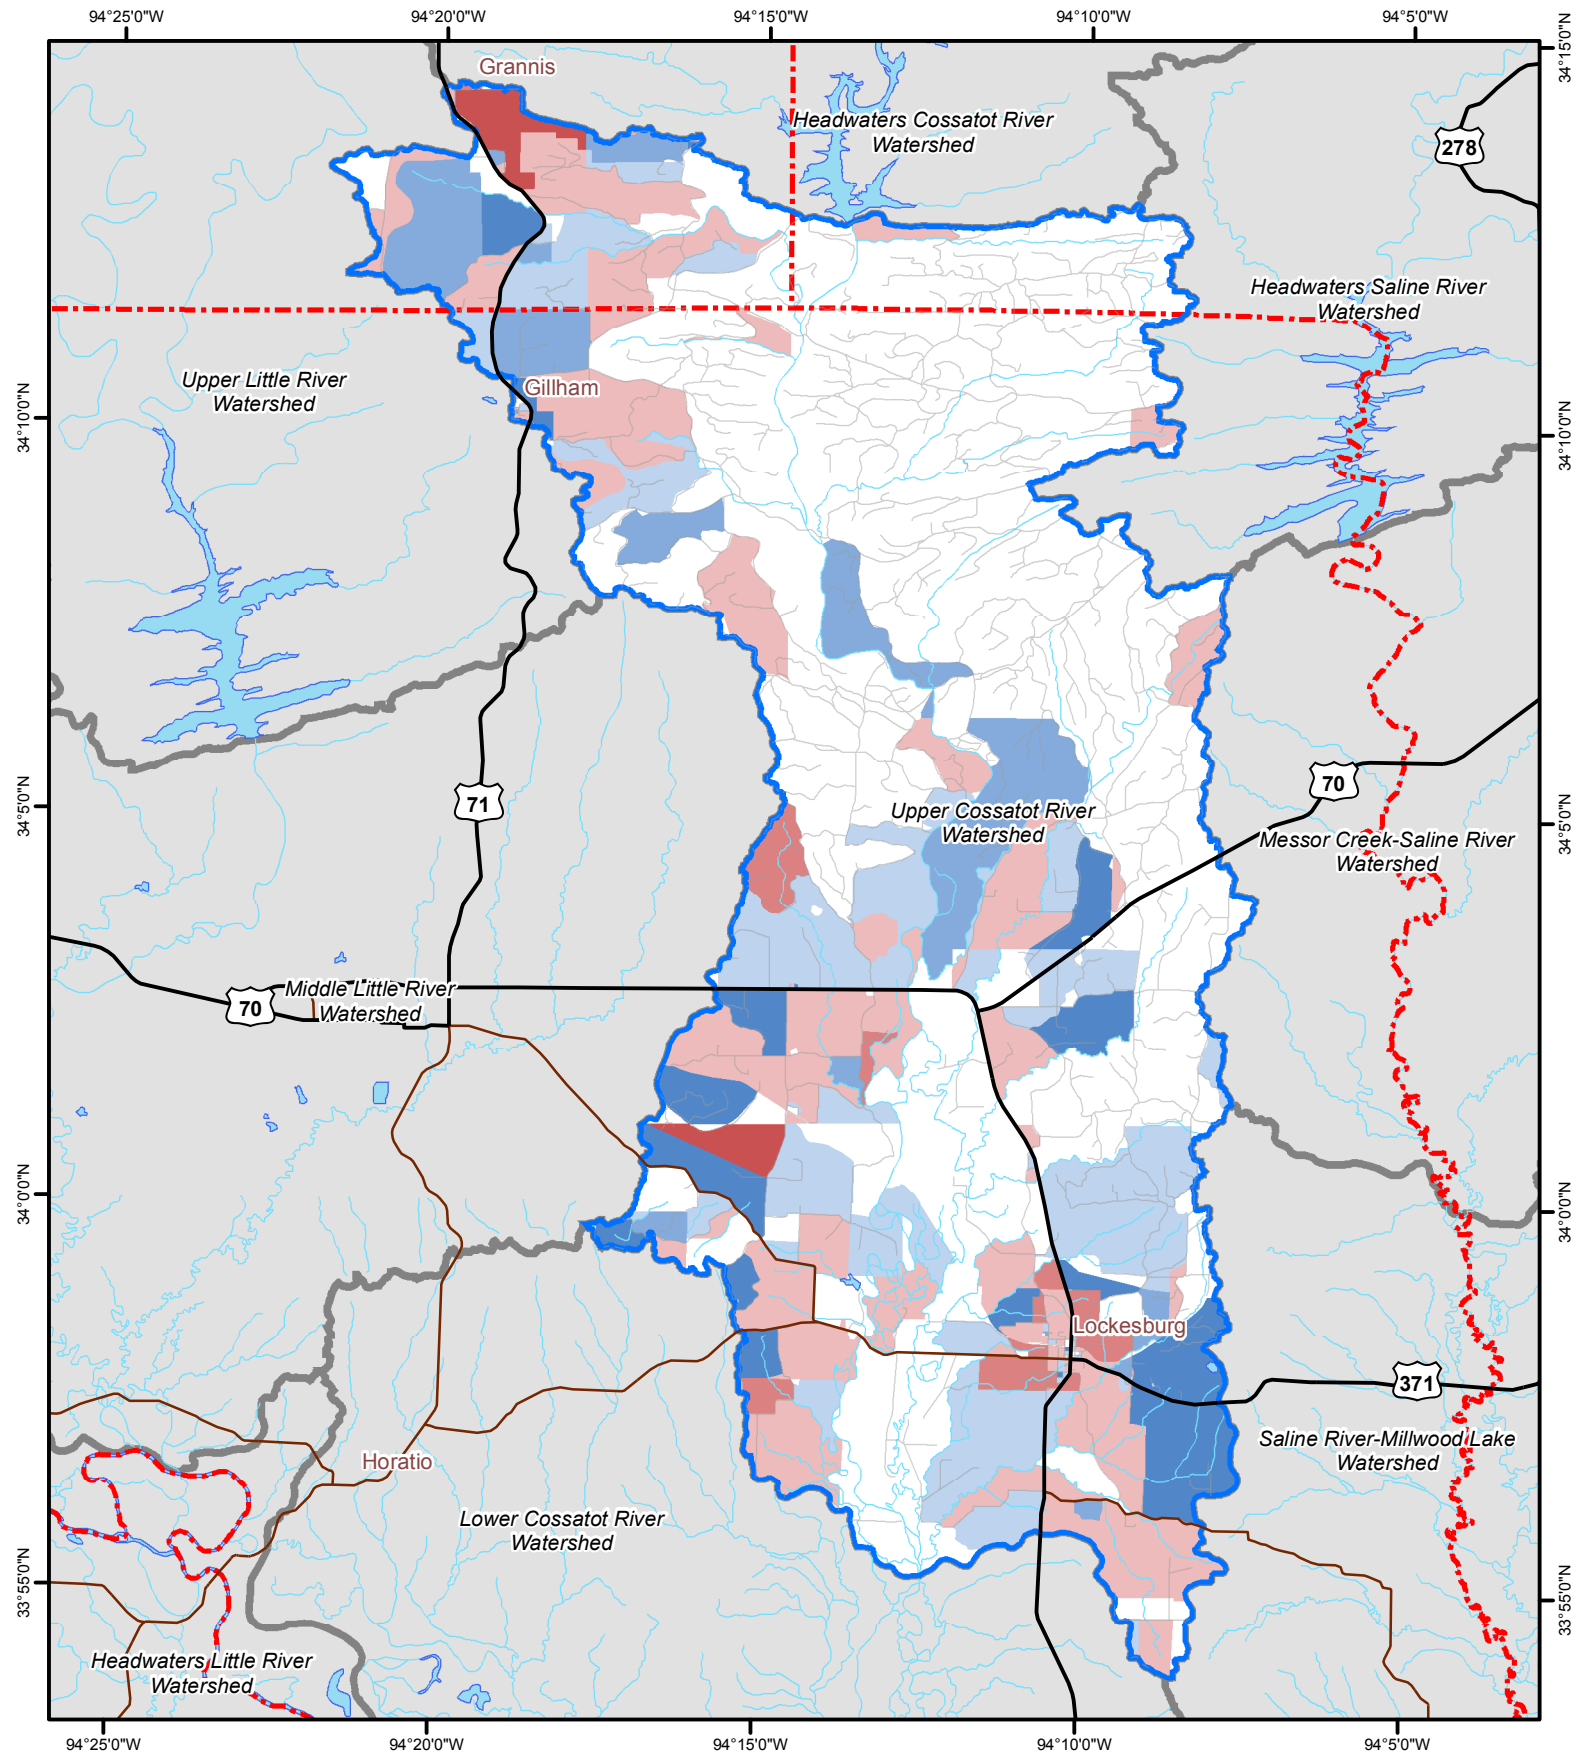 94°25'0"W
94°20'0"W
94°15'0"W
94°10'0"W
94°5'0"W
34°15'0"N
Grannis
Headwaters Cossatot River
Watershed
278
Headwaters Saline River
Watershed
Upper Little River
Watershed
Gillham
34°10'0"N
34°10'0"N
71
70
34°5'0"N
34°5'0"N
Upper Cossatot River
Watershed
Messor Creek-Saline River
Watershed
70
Middle Little River
Watershed
34°0'0"N
34°0'0"N
Lockesburg
371
Horatio
Saline River-Millwood Lake
Watershed
Lower Cossatot River
Watershed
33°55'0"N
33°55'0"N
Headwaters Little River
Watershed
94°25'0"W
94°20'0"W
94°15'0"W
94°10'0"W
94°5'0"W